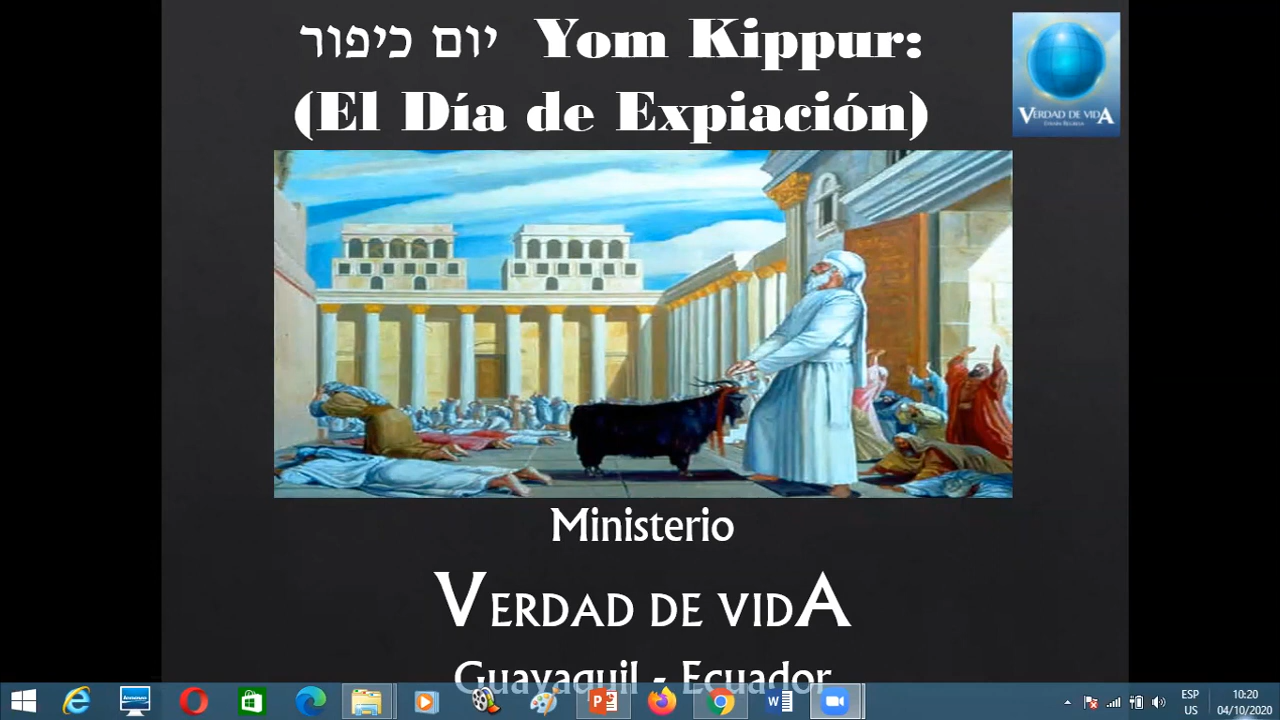 יום כיפור Yom Kippur:
(El Día de Expiación)
VERDAD DE VIDA
Ministerio
VERDAD DE VIDA
Guayaquil - Ecuador
ESP
US
10:20
04/10/2020